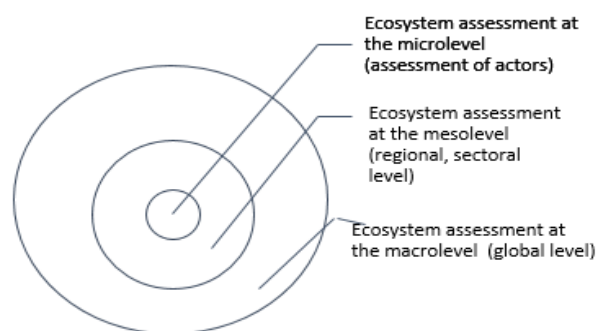 Ecosystem assessment at
the microlevel
(assessment of actors)
Ecosystem assessment
at the mesolevel
(regional, sectoral
level)
Ecosystem assessment at
the macrolevel (global level)